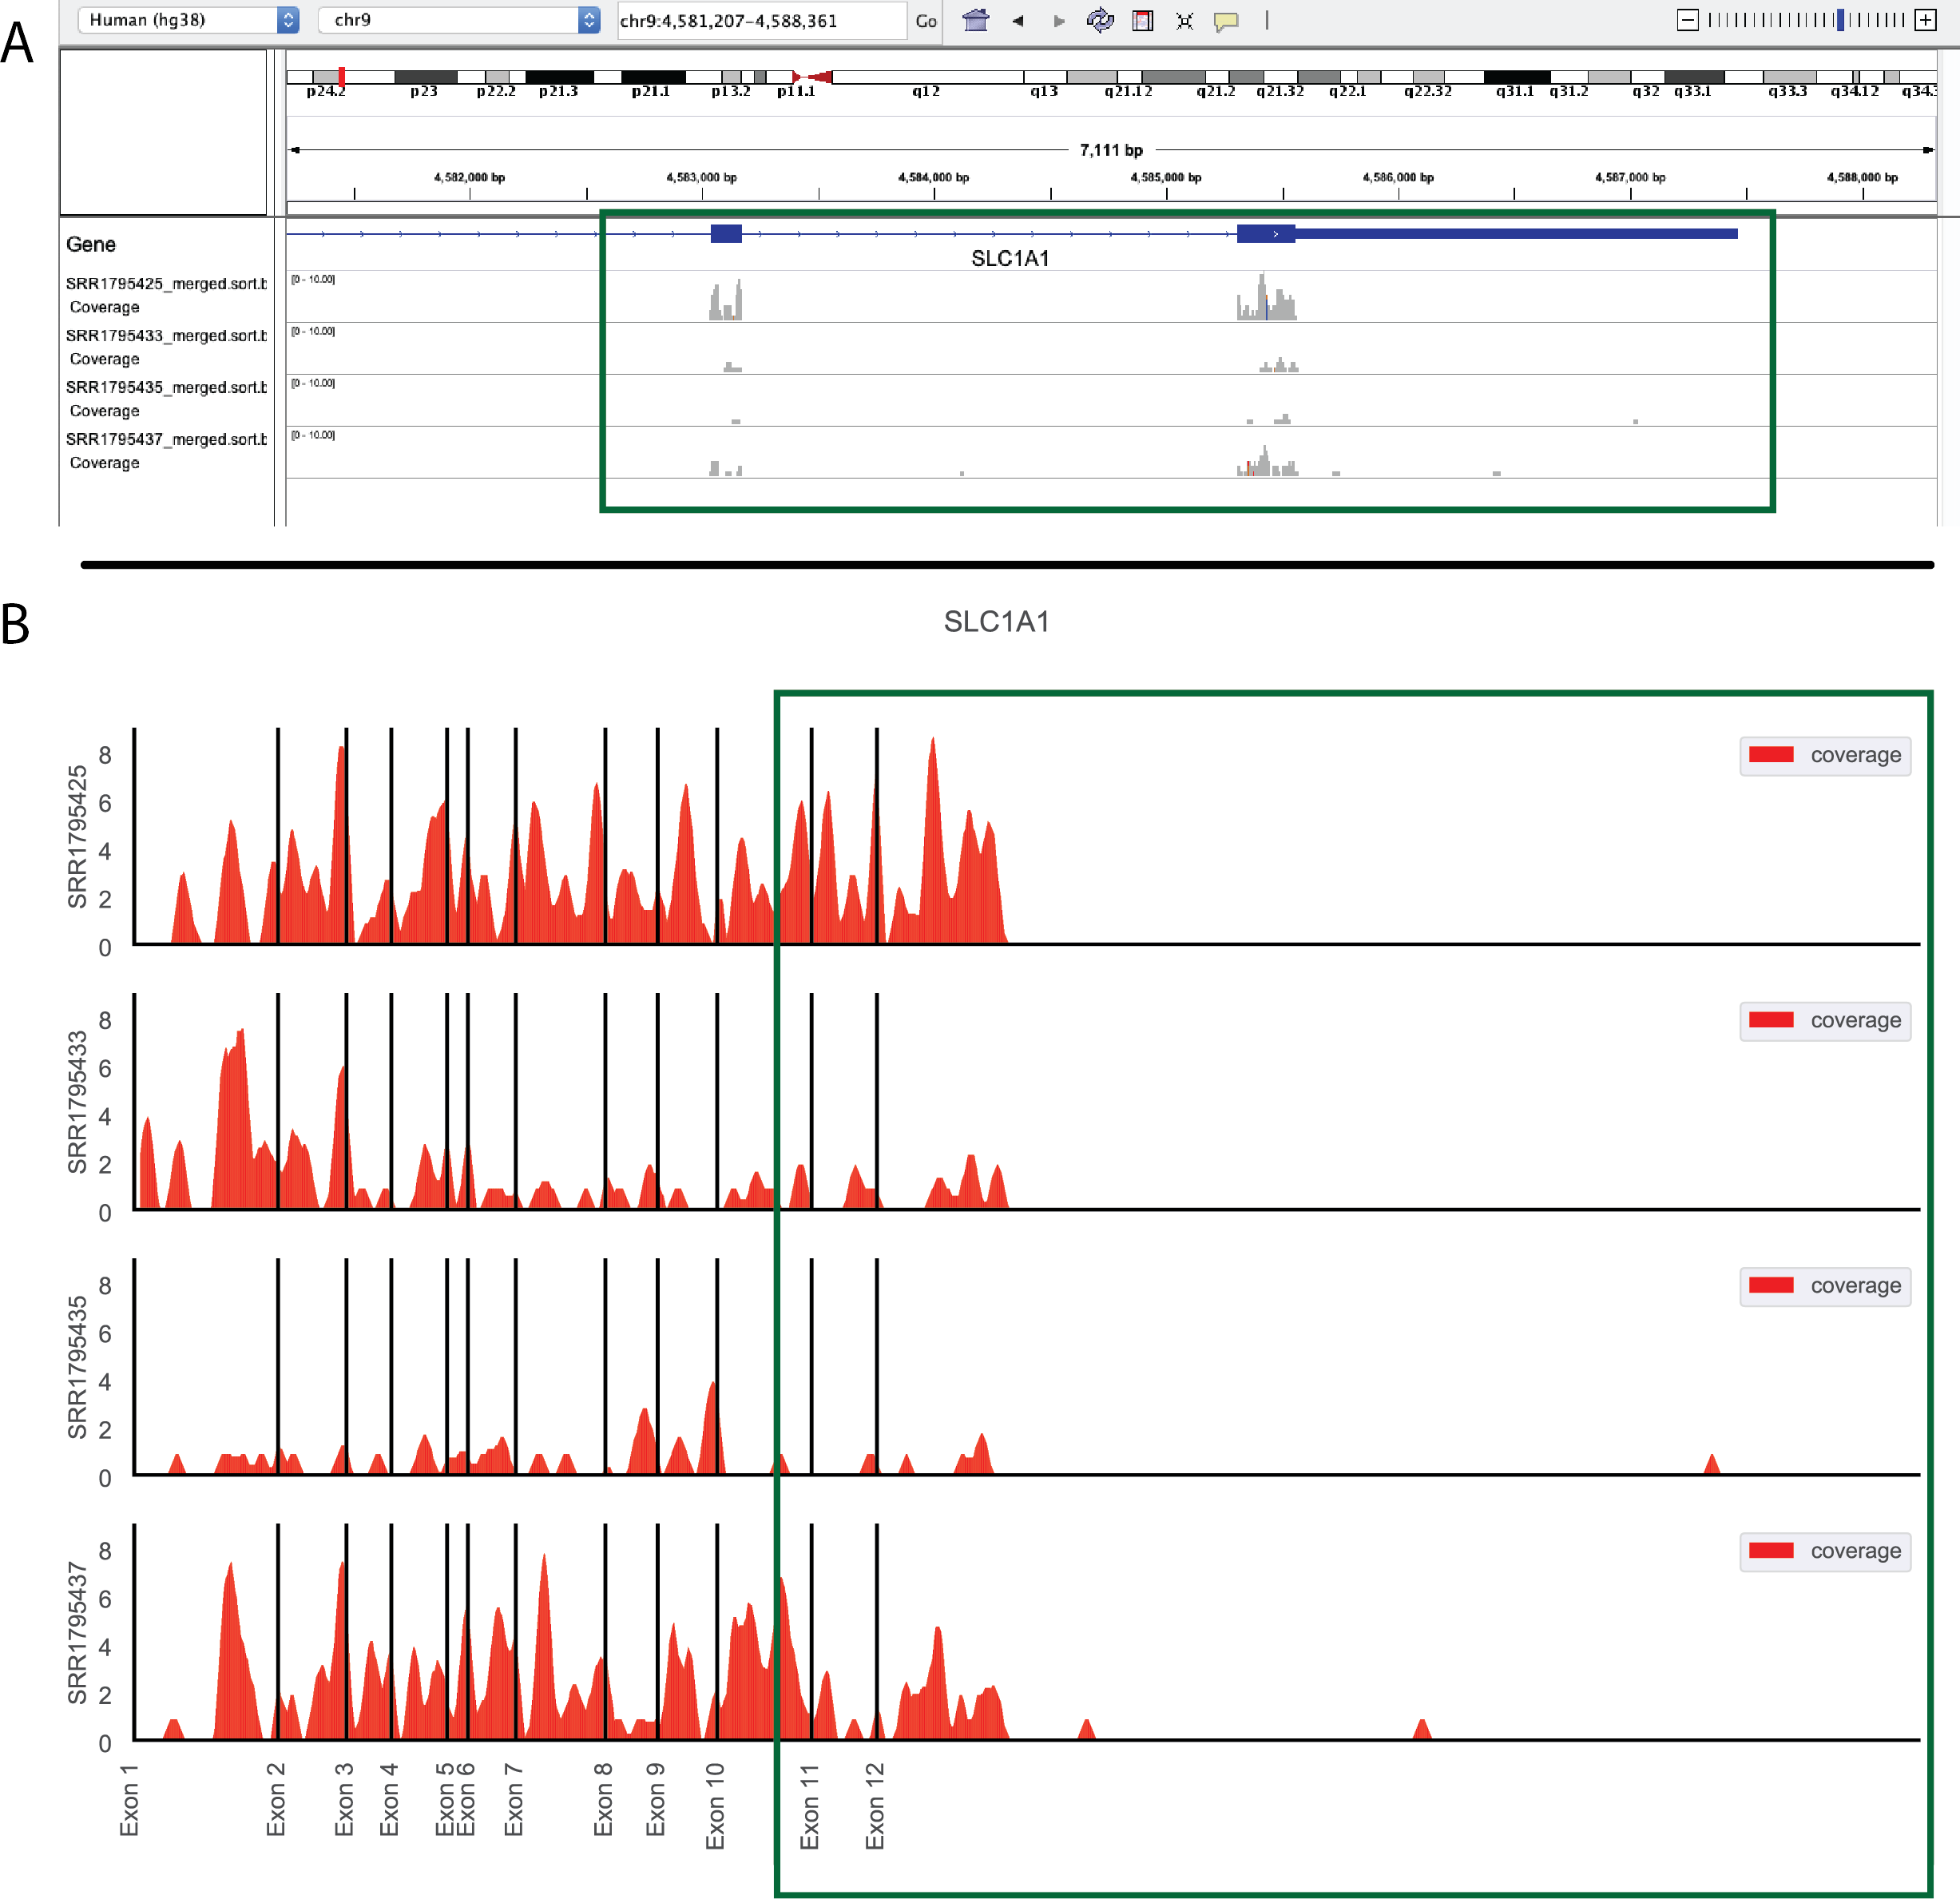 A
Human (hg38) chr9 chr9:4,581,207-4,588,361 Go
p24.2 p23 p22.2 p21.3 p21.1 p13.2 p11.1 q12 q13 q21.12 q21.2 q21.32 q22.1 q22.32 q31.1 q31.2 q32 q33.1 q33.3 q34.12 q34.3
7,111 bp
4,582,000 bp 4,583,000 bp 4,584,000 bp 4,585,000 bp 4,586,000 bp 4,587,000 bp 4,588,000 bp
Gene
SLC1A1
SRR1795425_merged.sort.b [0 - 10.00]
Coverage
SRR1795433_merged.sort.b [0 - 10.00]
Coverage
SRR1795435_merged.sort.b [0 - 10.00]
Coverage
SRR1795437_merged.sort.b [0 - 10.00]
Coverage
B
SLC1A1
SRR1795425
8
6
4
2
0
coverage
SRR1795433
8
6
4
2
0
coverage
SRR1795435
8
6
4
2
0
coverage
SRR1795437
8
6
4
2
0
coverage
Exon 1
Exon 2
Exon 3
Exon 4
Exon 5
Exon 6
Exon 7
Exon 8
Exon 9
Exon 10
Exon 11
Exon 12